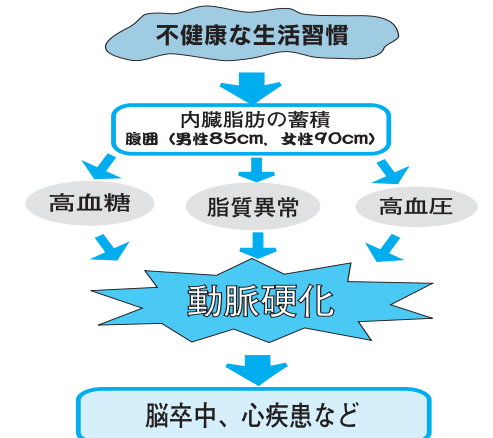 不健康な生活習慣
内臓脂肪の蓄積
腹囲（男性85cm，女性90cm）
高血糖
脂質異常
高血圧
動脈硬化
脳卒中、心疾患など